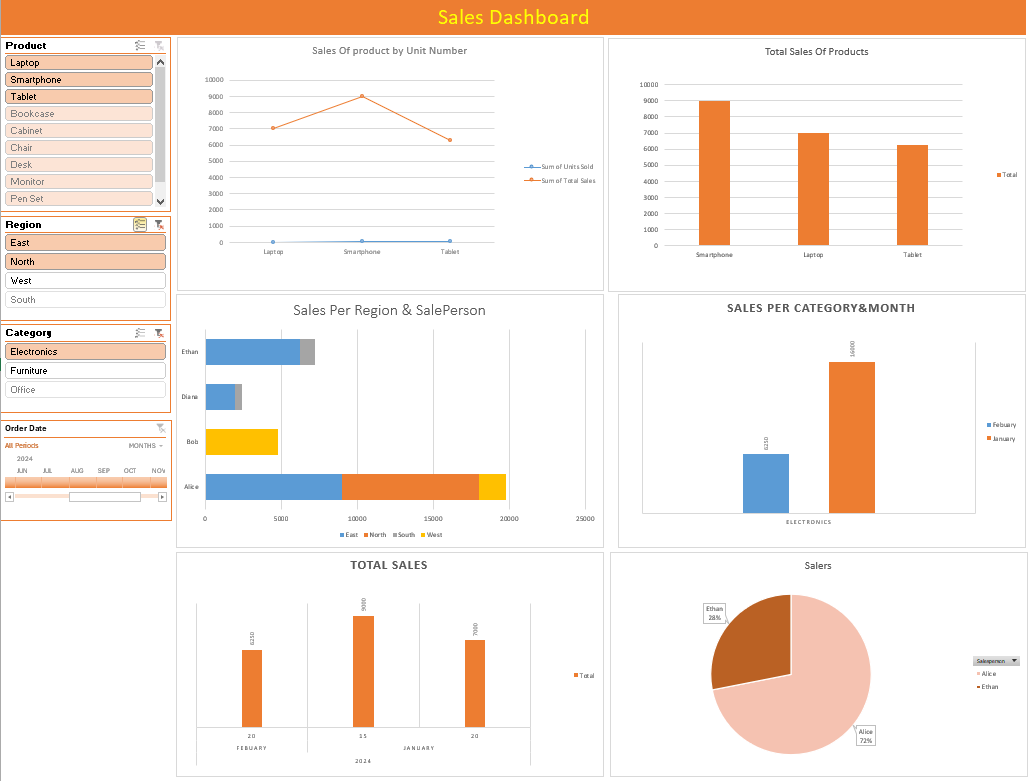 Sales Dashboard
Product
Laptop
Smartphone
Tablet
Bookcase
Cabinet
Chair
Desk
Monitor
Pen Set
Region
East
North
West
South
Category
Electronics
Furniture
Office
Order Date
All Periods
MONTHS
2024
JUN JUL AUG SEP OCT NOV
Sales Of product by Unit Number
10000
9000
8000
7000
6000
5000
4000
3000
2000
1000
0
Laptop Smartphone Tablet
Sum of Units Sold
Sum of Total Sales
Total Sales Of Products
10000
9000
8000
7000
6000
5000
4000
3000
2000
1000
0
Smartphone Laptop Tablet
Total
Sales Per Region & SalePerson
Ethan
Diana
Bob
Alice
0 5000 10000 15000 20000 25000
East North South West
SALES PER CATEGORY&MONTH
6250
16000
ELECTRONICS
Febuary
January
TOTAL SALES
6250
9000
7000
20 15 20
FEBUARY JANUARY
2024
Total
Salers
Ethan
28%
Alice
72%
Salesperson
Alice
Ethan